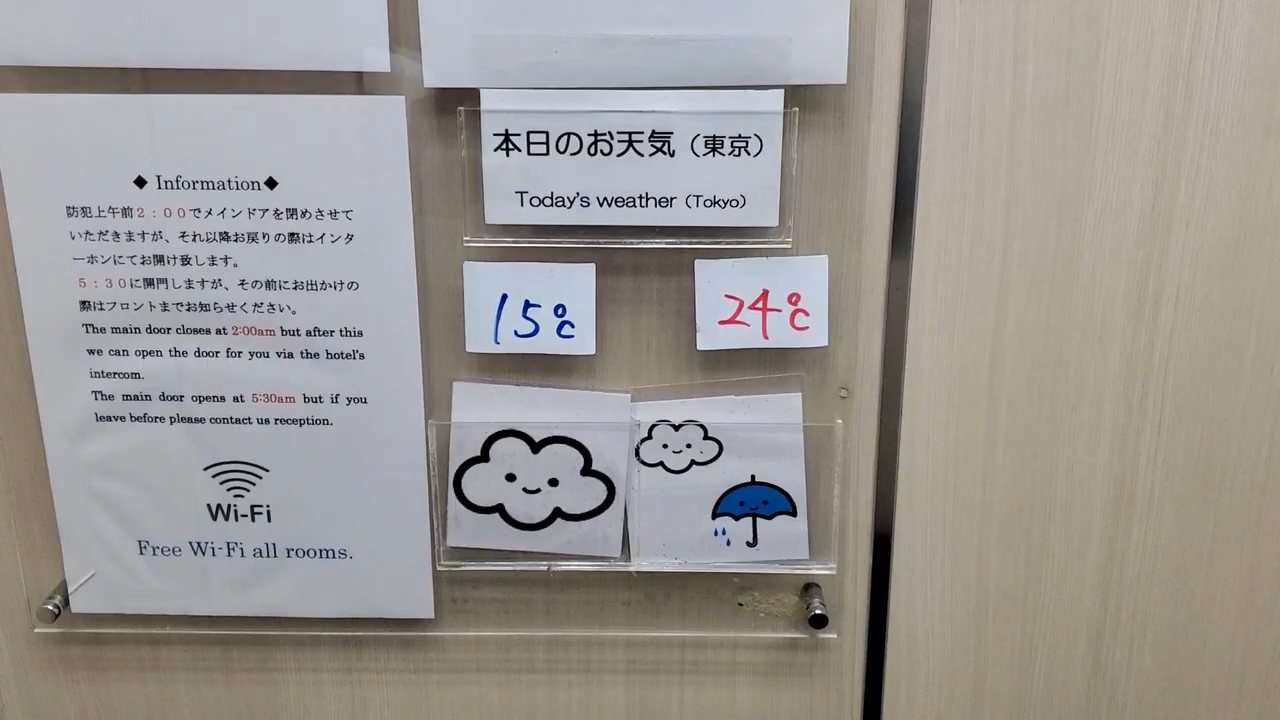 ◆ Information◆
防犯上午前２：００でメインドアを閉めさせて
いただきますが、それ以降お戻りの際はインタ
ーホンにてお開け致します。
５：３０に開門しますが、その前にお出かけの
際はフロントまでお知らせください。
The main door closes at 2:00am but after this
we can open the door for you via the hotel's
intercom.
The main door opens at 5:30am but if you
leave before please contact us reception.
Wi-Fi
Free Wi-Fi all rooms.
本日のお天気（東京）
Today's weather（Tokyo）
15℃
24℃